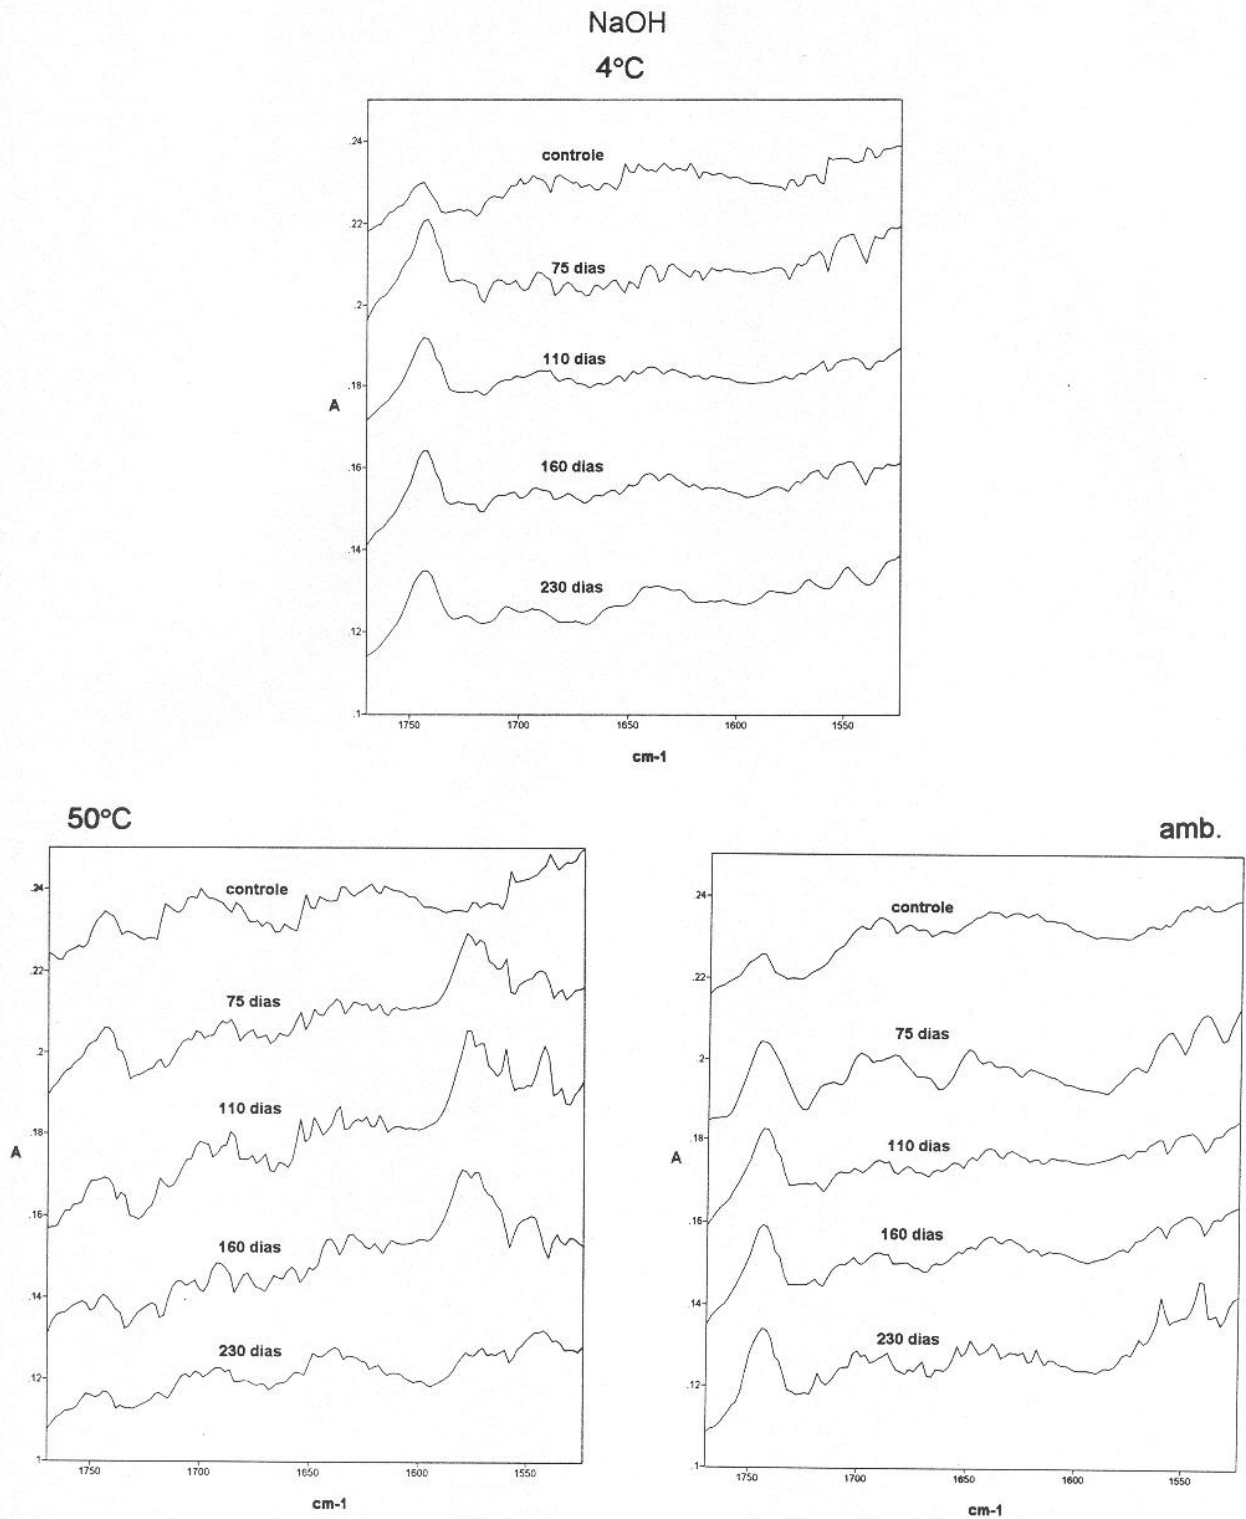 NaOH
4°C
.24
controle
.22
75 dias
.2
110 dias
.18
A
160 dias
.16
.14
230 dias
.12
.1
1750 1700 1650 1600 1550
cm-1
50°C
.24
controle
.22
75 dias
.2
110 dias
.18
A
.16
160 dias
.14
230 dias
.12
.1
1750 1700 1650 1600 1550
cm-1
amb.
.24
controle
.22
75 dias
.2
.18
110 dias
A
.16
160 dias
.14
230 dias
.12
.1
1750 1700 1650 1600 1550
cm-1